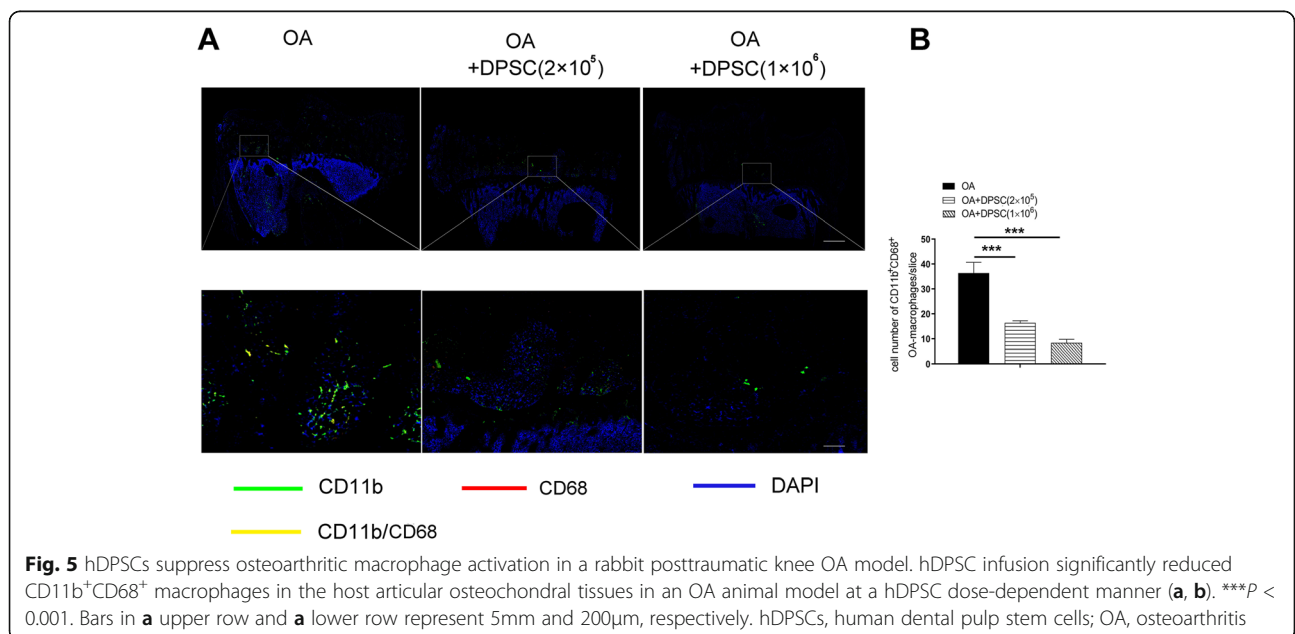 A
OA
OA
+DPSC(2×10⁵)
OA
+DPSC(1×10⁶)
CD11b
CD68
DAPI
CD11b/CD68
B
OA
OA+DPSC(2×10⁵)
OA+DPSC(1×10⁶)
***
***
cell number of CD11b⁺CD68⁺
OA-macrophages/slice
50
40
30
20
10
0
Fig. 5 hDPSCs suppress osteoarthritic macrophage activation in a rabbit posttraumatic knee OA model. hDPSC infusion significantly reduced
CD11b⁺CD68⁺ macrophages in the host articular osteochondral tissues in an OA animal model at a hDPSC dose-dependent manner (a, b). ***P <
0.001. Bars in a upper row and a lower row represent 5mm and 200μm, respectively. hDPSCs, human dental pulp stem cells; OA, osteoarthritis